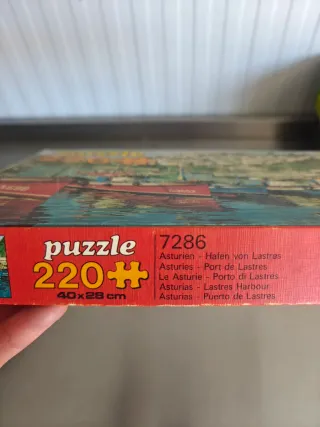 puzzle
220
40x28 cm
7286
Asturien - Hafen von Lastres
Asturies - Port de Lastres
Le Asturie - Porto di Lastres
Asturias - Lastres Harbour
Asturias - Puerto de Lastres